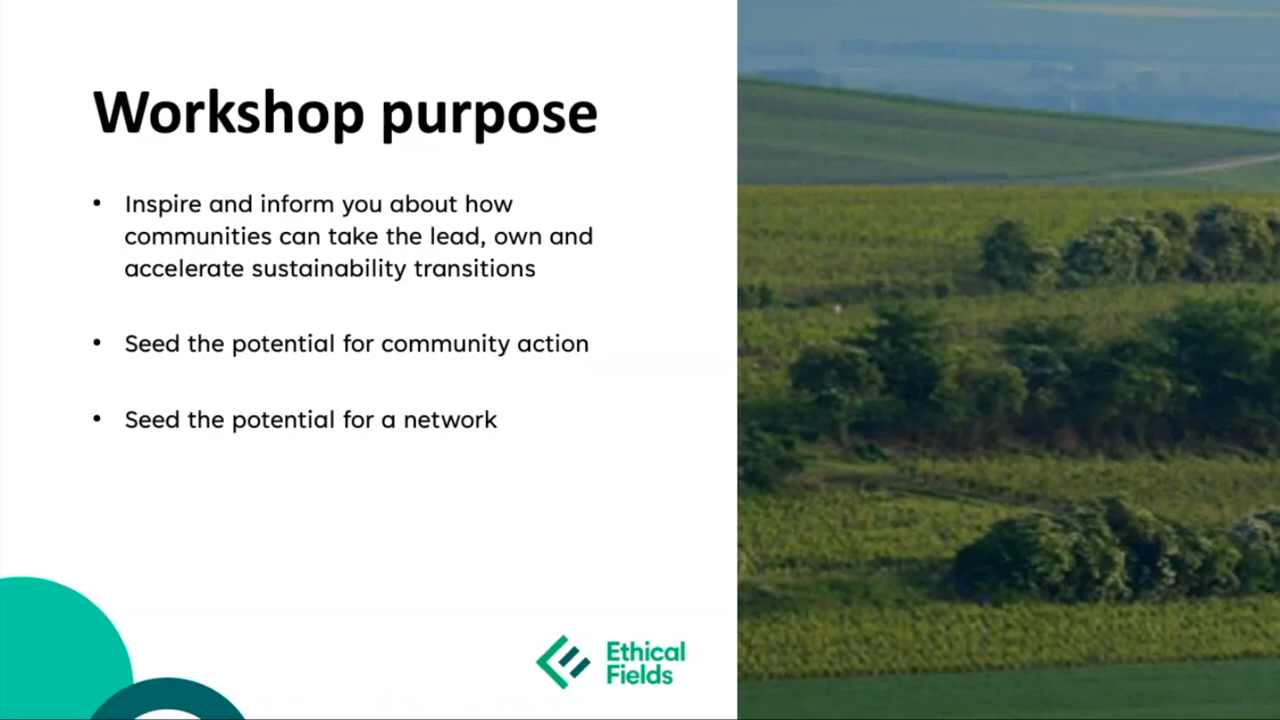 Workshop purpose
• Inspire and inform you about how
communities can take the lead, own and
accelerate sustainability transitions
• Seed the potential for community action
• Seed the potential for a network
Ethical
Fields